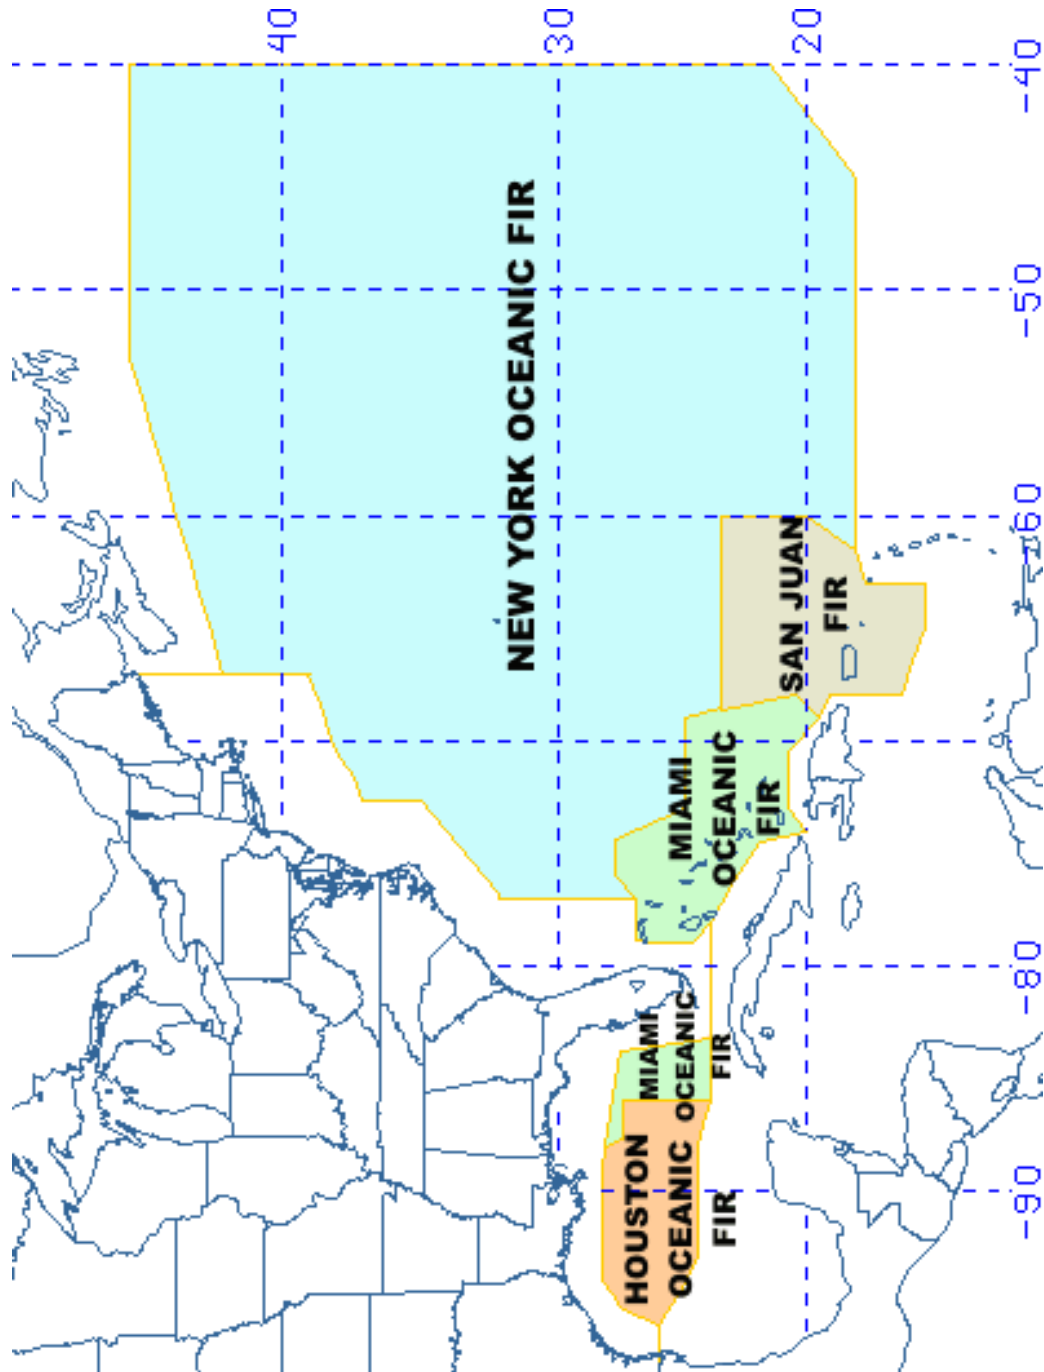 40
30
20
-40
-50
-60
-80
-90
NEW YORK OCEANIC FIR
SAN JUAN
FIR
MIAMI
OCEANIC
FIR
MIAMI
OCEANIC
FIR
HOUSTON
OCEANIC
FIR